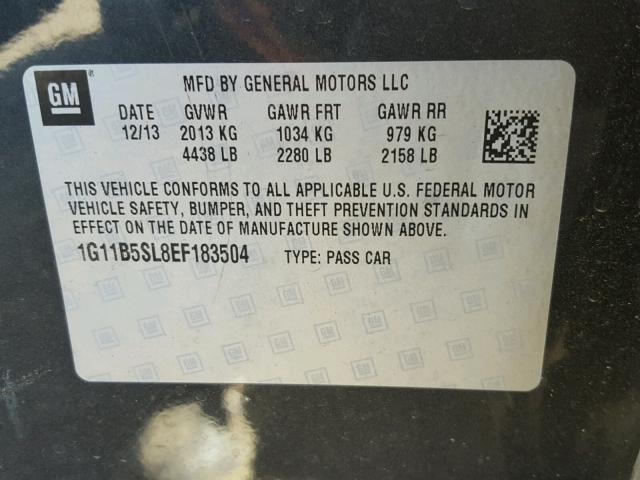 GM
MFD BY GENERAL MOTORS LLC
DATE GVWR GAWR FRT GAWR RR
12/13 2013 KG 1034 KG 979 KG
4438 LB 2280 LB 2158 LB
THIS VEHICLE CONFORMS TO ALL APPLICABLE U.S. FEDERAL MOTOR
VEHICLE SAFETY, BUMPER, AND THEFT PREVENTION STANDARDS IN
EFFECT ON THE DATE OF MANUFACTURE SHOWN ABOVE.
1G11B5SL8EF183504 TYPE: PASS CAR